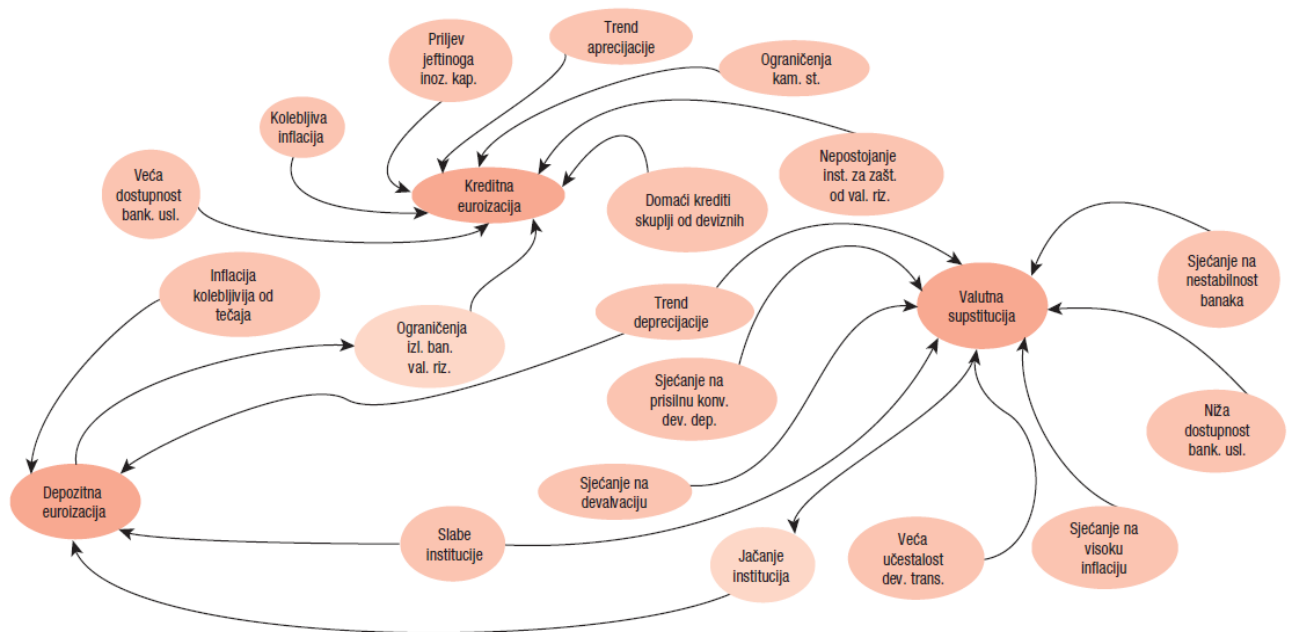 Priljev
jeftinoga
inoz. kap.
Trend
aprecijacije
Ograničenja
kam. st.
Kolebljiva
inflacija
Veća
dostupnost
bank. usl.
Kreditna
euroizacija
Domaći krediti
skuplji od deviznih
Nepostojanje
inst. za zašt.
od val. riz.
Inflacija
kolebljivija od
tečaja
Ograničenja
izl. ban.
val. riz.
Trend
deprecijacije
Valutna
supstitucija
Sjećanje na
nestabilnost
banaka
Sjećanje na
prisilnu konv.
dev. dep.
Niža
dostupnost
bank. usl.
Depozitna
euroizacija
Sjećanje na
devalvaciju
Slabe
institucije
Jačanje
institucija
Veća
učestalost
dev. trans.
Sjećanje na
visoku
inflaciju